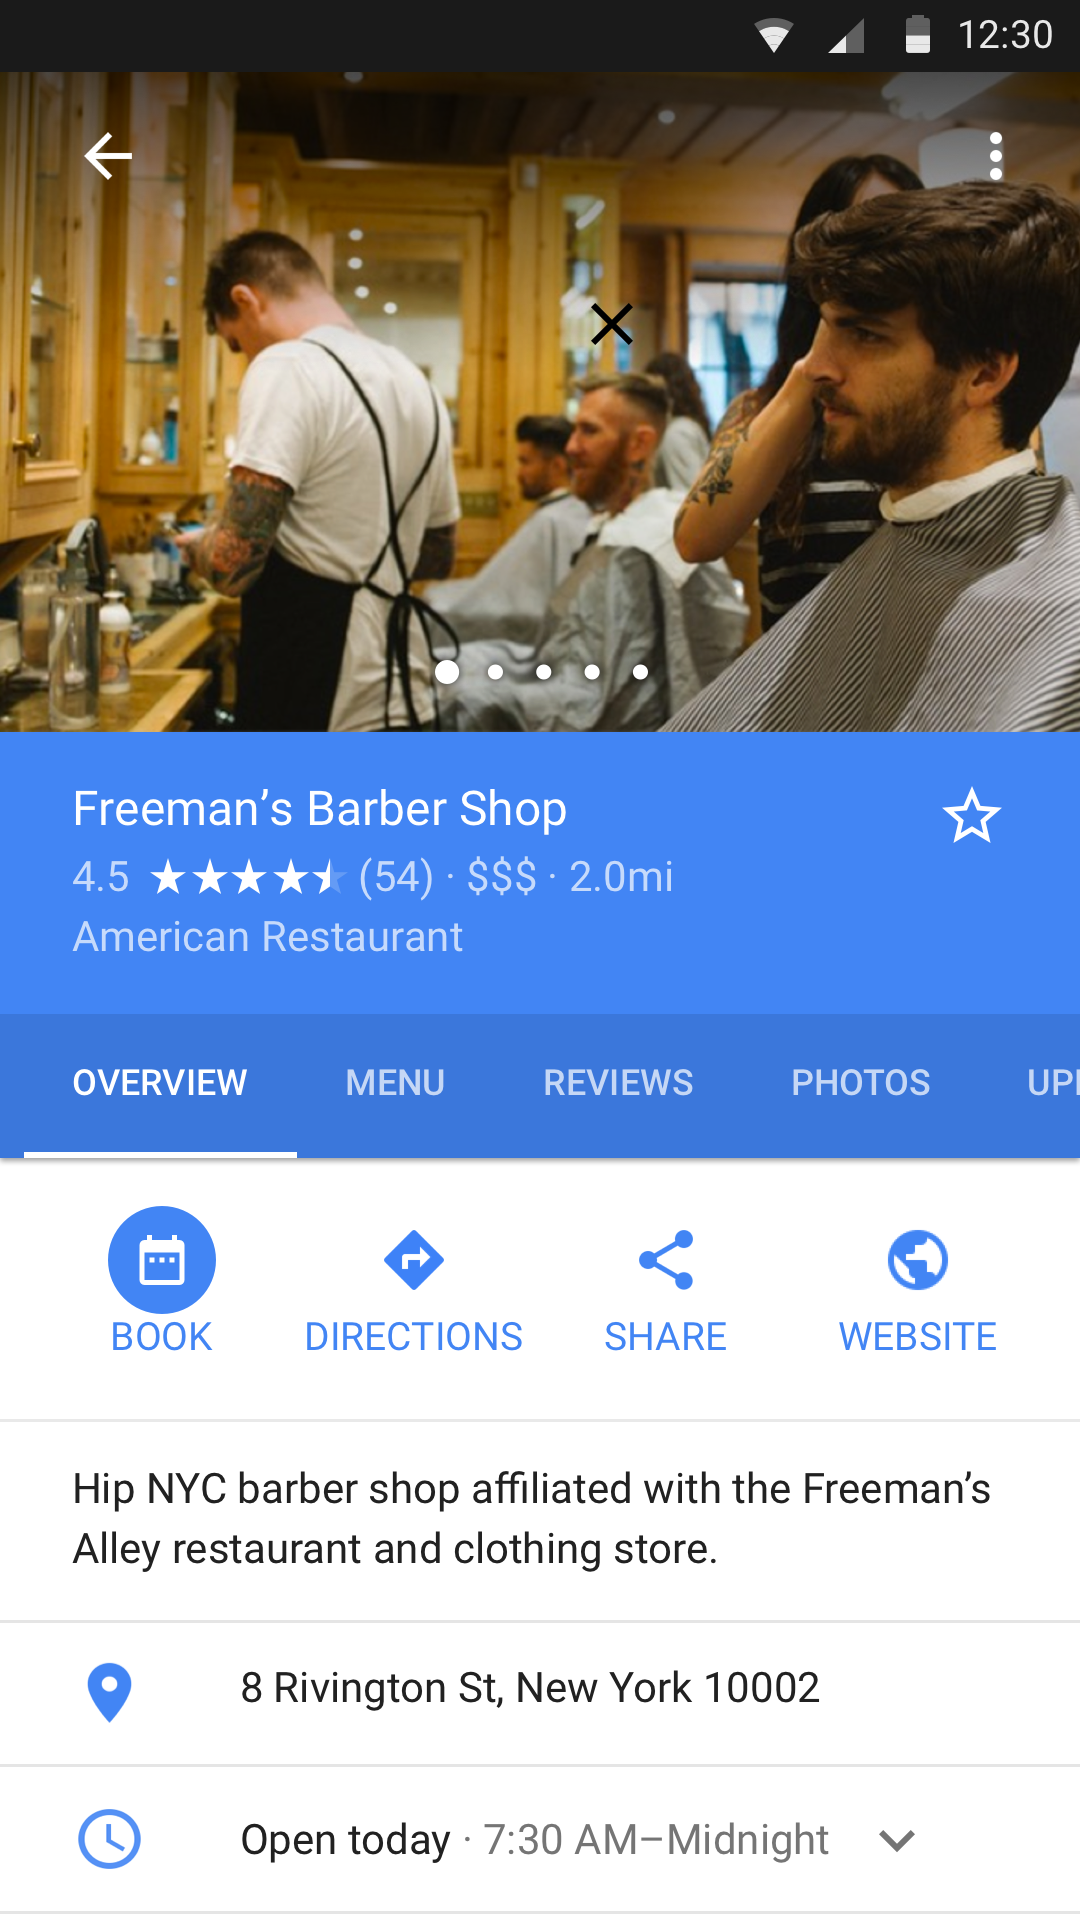 12:30
Freeman’s Barber Shop
4.5 ★★★★★ (54) · $$$ · 2.0mi
American Restaurant
OVERVIEW MENU REVIEWS PHOTOS UP
BOOK DIRECTIONS SHARE WEBSITE
Hip NYC barber shop affiliated with the Freeman’s
Alley restaurant and clothing store.
8 Rivington St, New York 10002
Open today · 7:30 AM–Midnight